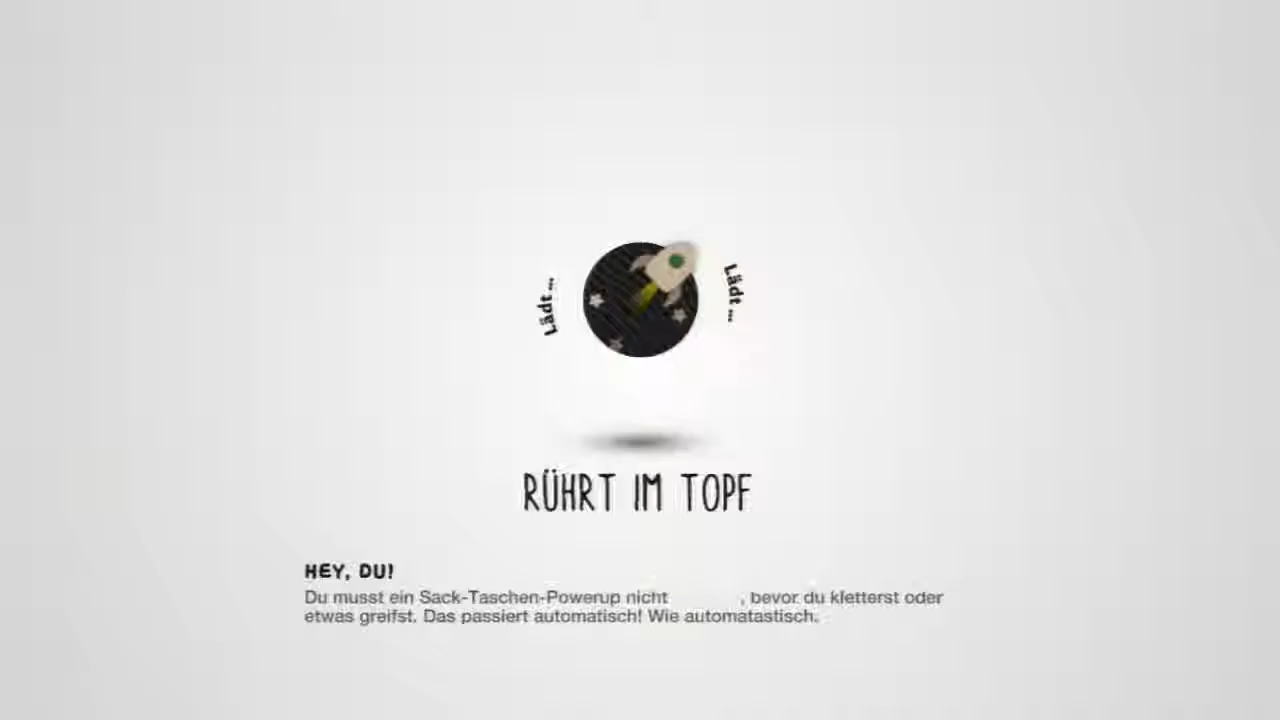 Lädt...
Lädt...
RÜHRT IM TOPF
HEY, DU!
Du musst ein Sack-Taschen-Powerup nicht , bevor du kletterst oder
etwas greifst. Das passiert automatisch! Wie automatastisch.